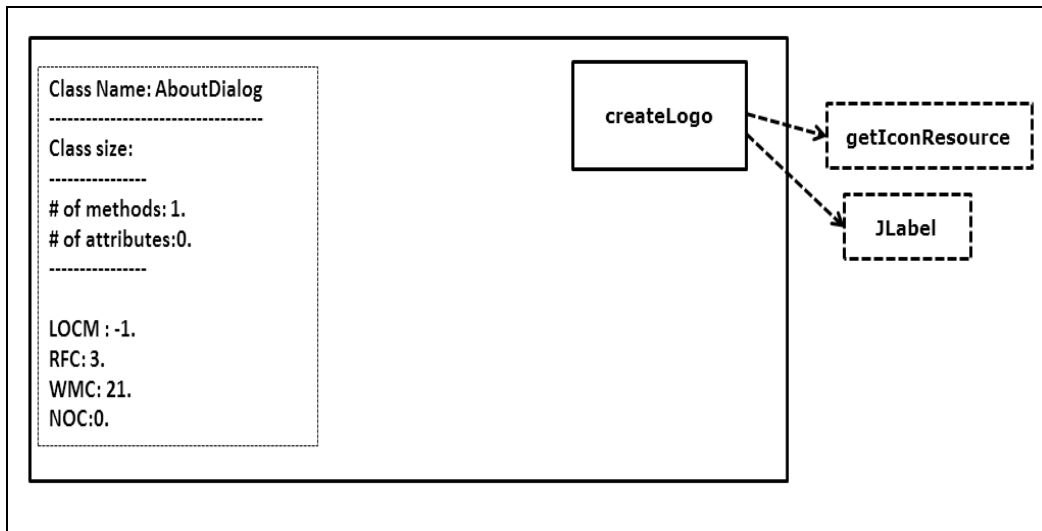 Class Name: AboutDialog
-----------------------------------
Class size:
----------------
# of methods: 1.
# of attributes:0.
----------------
LOCM : -1.
RFC: 3.
WMC: 21.
NOC:0.
createLogo
getIconResource
JLabel